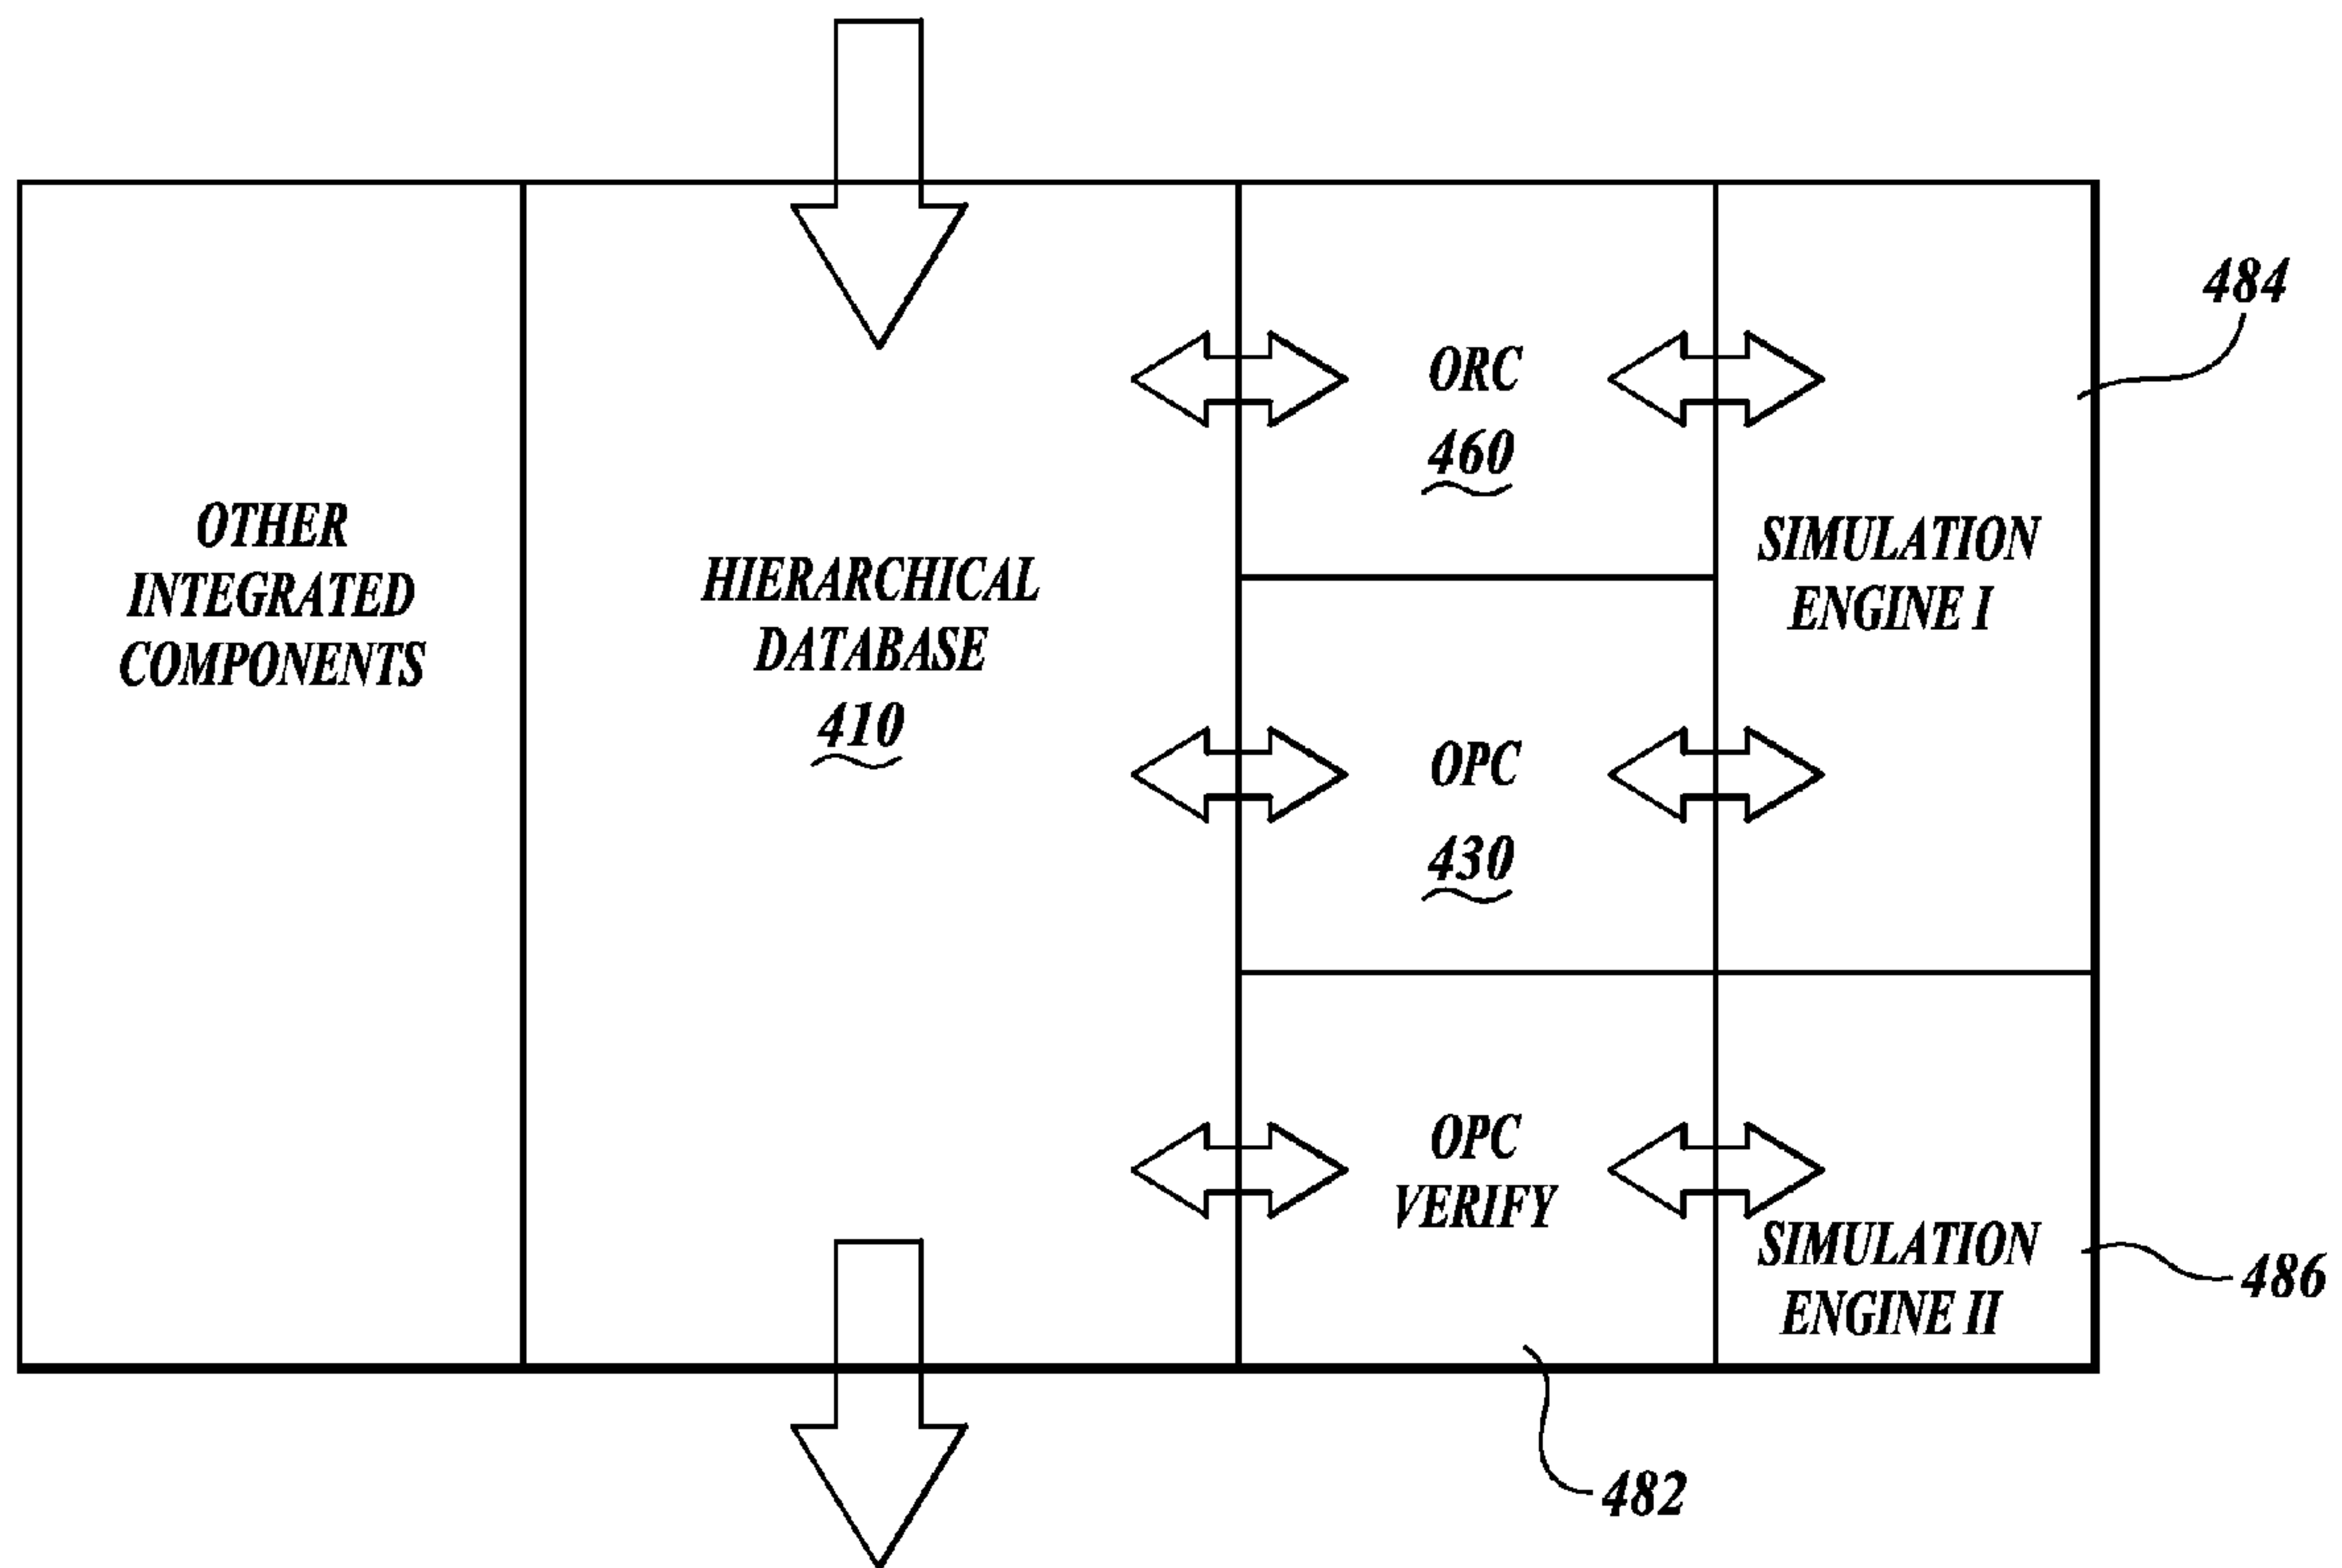 OTHER
INTEGRATED
COMPONENTS
HIERARCHICAL
DATABASE
410
ORC
460
OPC
430
OPC
VERIFY
482
SIMULATION
ENGINE I
484
SIMULATION
ENGINE II
486